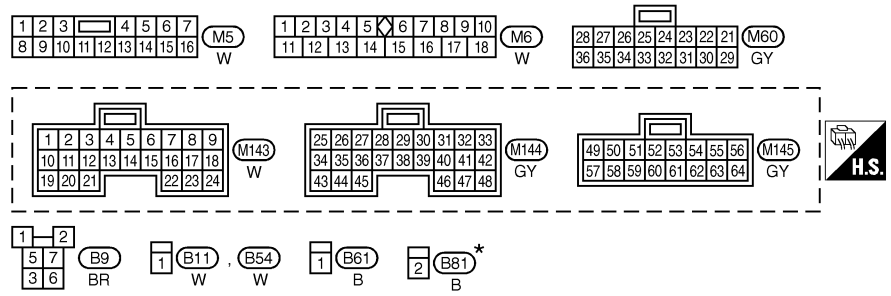 1 2 3 4 5 6 7 M5
8 9 10 11 12 13 14 15 16 W
1 2 3 4 5 6 7 8 9 10 M6
11 12 13 14 15 16 17 18 W
28 27 26 25 24 23 22 21 M60
36 35 34 33 32 31 30 29 GY
1 2 3 4 5 6 7 8 9
10 11 12 13 14 15 16 17 18 M143
19 20 21 22 23 24 W
25 26 27 28 29 30 31 32 33
34 35 36 37 38 39 40 41 42 M144
43 44 45 46 47 48 GY
49 50 51 52 53 54 55 56 M145
57 58 59 60 61 62 63 64 GY
H.S.
1 2
5 7 B9
3 6 BR
1 B11 , B54
W W
1 B61
B
2 B81 *
B